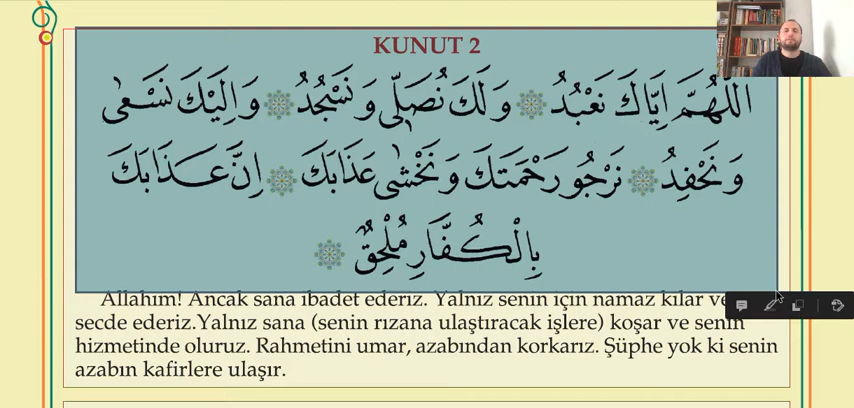 KUNUT 2
اَللّٰهُمَّ اِيَّاكَ نَعْبُدُ ۞ وَلَكَ نُصَلّٖى وَنَسْجُدُ ۞ وَاِلَيْكَ نَسْعٰى
وَنَحْفِدُ ۞ نَرْجُو رَحْمَتَكَ وَنَخْشٰى عَذَابَكَ ۞ اِنَّ عَذَابَكَ
بِالْكُفَّارِ مُلْحِقٌ ۞
Allahım! Ancak sana ibadet ederiz. Yalnız senin için namaz kılar ve
secde ederiz.Yalnız sana (senin rızana ulaştıracak işlere) koşar ve senin
hizmetinde oluruz. Rahmetini umar, azabından korkarız. Şüphe yok ki senin
azabın kafirlere ulaşır.